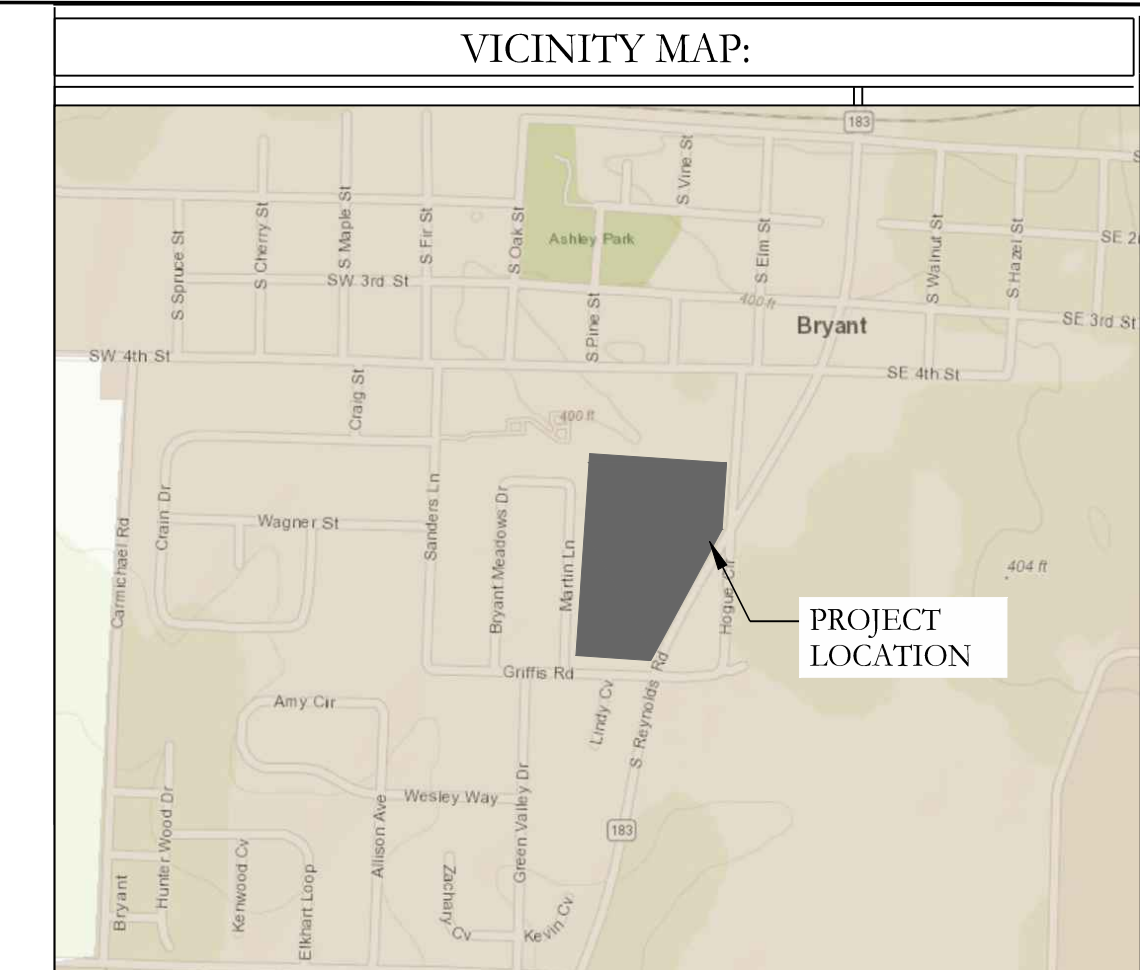 VICINITY MAP:
183
S Vine St
S Cherry St
S Maple St
S Fir St
S Oak St
Ashley Park
S Elm St
S Walnut St
S Hazel St
SE 2
S Spruce St
SW 3rd St
S Pine St
400 ft
Bryant
SE 3rd St
SW 4th St
SE 4th St
Craig St
400 ft
Crain Dr
Wagner St
Sanders Ln
Bryant Meadows Dr
Martin Ln
Carmichael Rd
Hogue Cir
404 ft
PROJECT
LOCATION
Griffis Rd
Amy Cir
Lindy Cv
S Reynolds Rd
Wesley Way
Hunter Wood Dr
Allison Ave
Green Valley Dr
183
Bryant
Kenwood Cv
Elkhart Loop
Zachary Cv
Kevin Cv